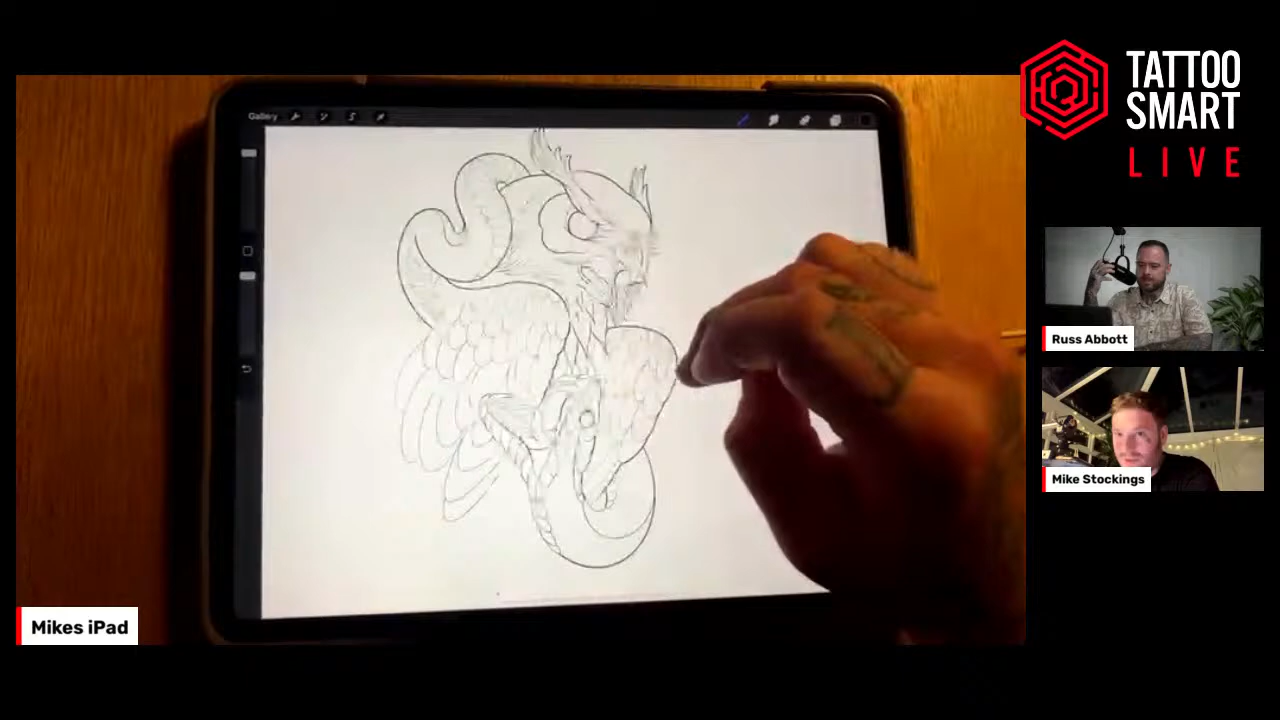 Gallery
TATTOO
SMART
LIVE
Russ Abbott
Mike Stockings
Mikes iPad